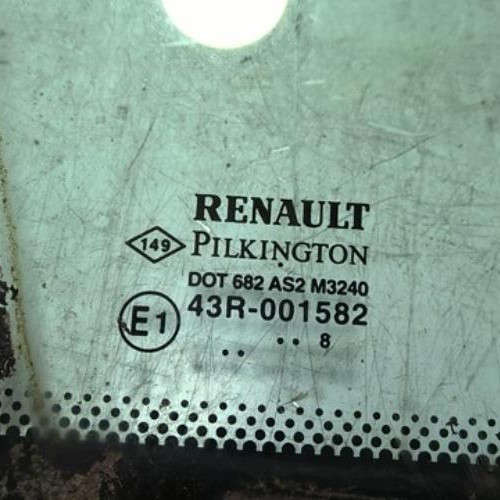 RENAULT
149 PILKINGTON
DOT 682 AS2 M3240
E1 43R-001582
.. .. 8